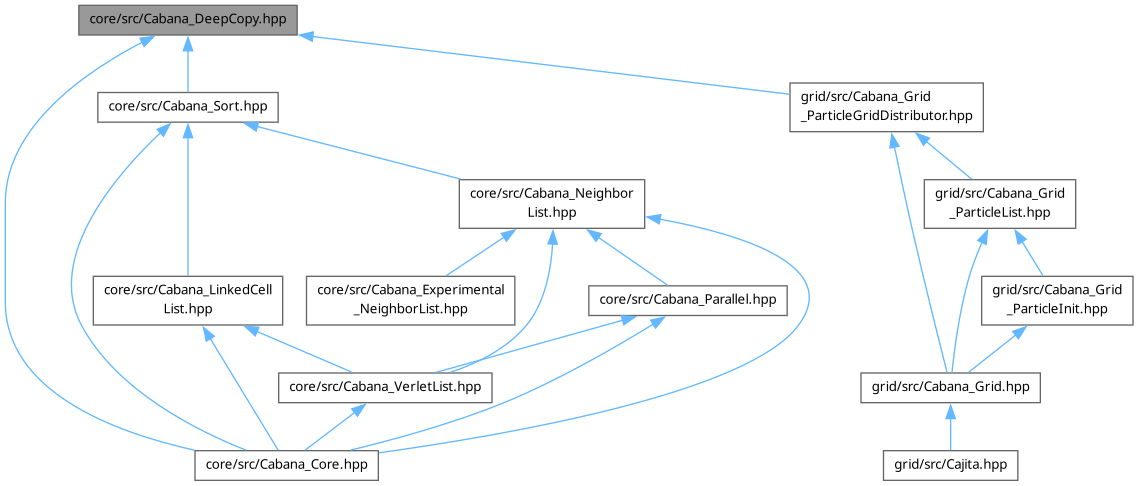 core/src/Cabana_DeepCopy.hpp
core/src/Cabana_Sort.hpp
grid/src/Cabana_Grid
_ParticleGridDistributor.hpp
core/src/Cabana_Neighbor
List.hpp
grid/src/Cabana_Grid
_ParticleList.hpp
core/src/Cabana_LinkedCell
List.hpp
core/src/Cabana_Experimental
_NeighborList.hpp
core/src/Cabana_Parallel.hpp
grid/src/Cabana_Grid
_ParticleInit.hpp
core/src/Cabana_VerletList.hpp
grid/src/Cabana_Grid.hpp
core/src/Cabana_Core.hpp
grid/src/Cajita.hpp